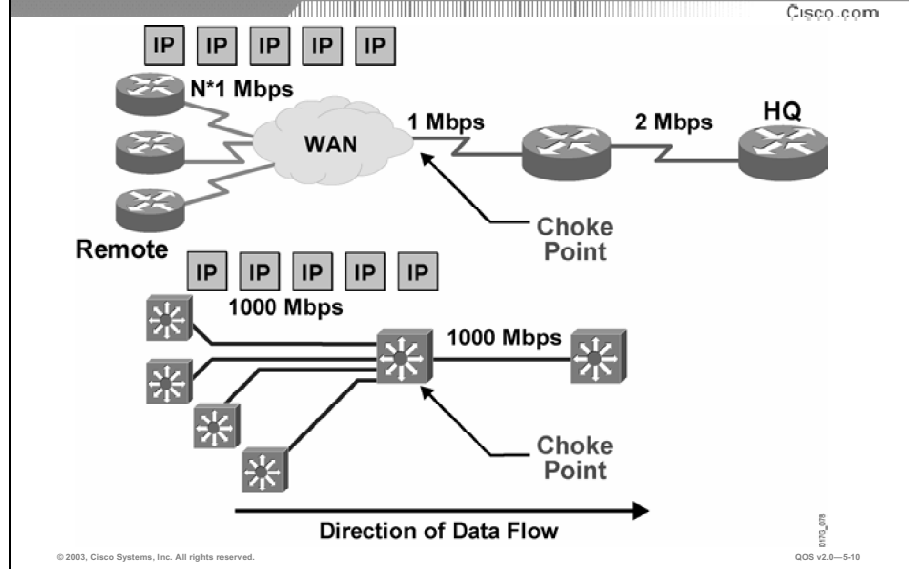 Cisco.com
IP IP IP IP IP
N*1 Mbps
WAN
1 Mbps
2 Mbps
HQ
Choke
Point
Remote
IP IP IP IP IP
1000 Mbps
1000 Mbps
Choke
Point
Direction of Data Flow
017G_078
© 2003, Cisco Systems, Inc. All rights reserved.
QOS v2.0—5-10